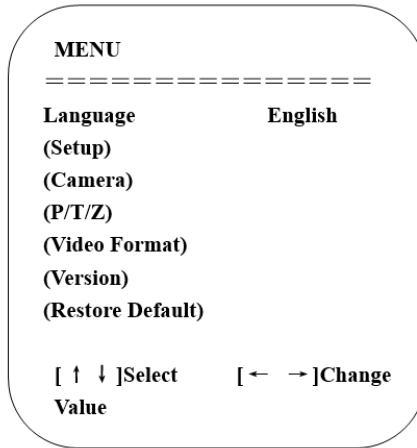 MENU
===============
Language English
(Setup)
(Camera)
(P/T/Z)
(Video Format)
(Version)
(Restore Default)
[ ↑ ↓ ]Select [ ← → ]Change
Value